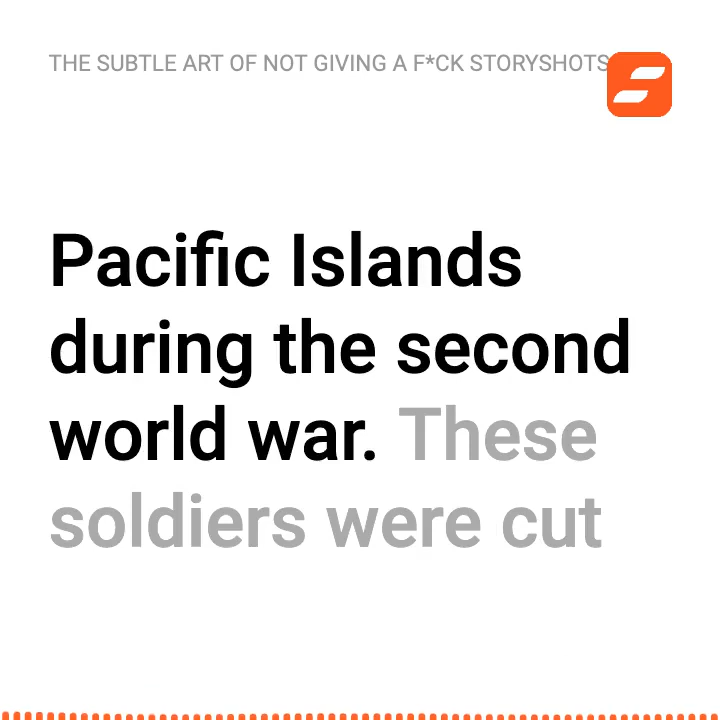 THE SUBTLE ART OF NOT GIVING A F*CK STORYSHOTS
Pacific Islands
during the second
world war. These
soldiers were cut